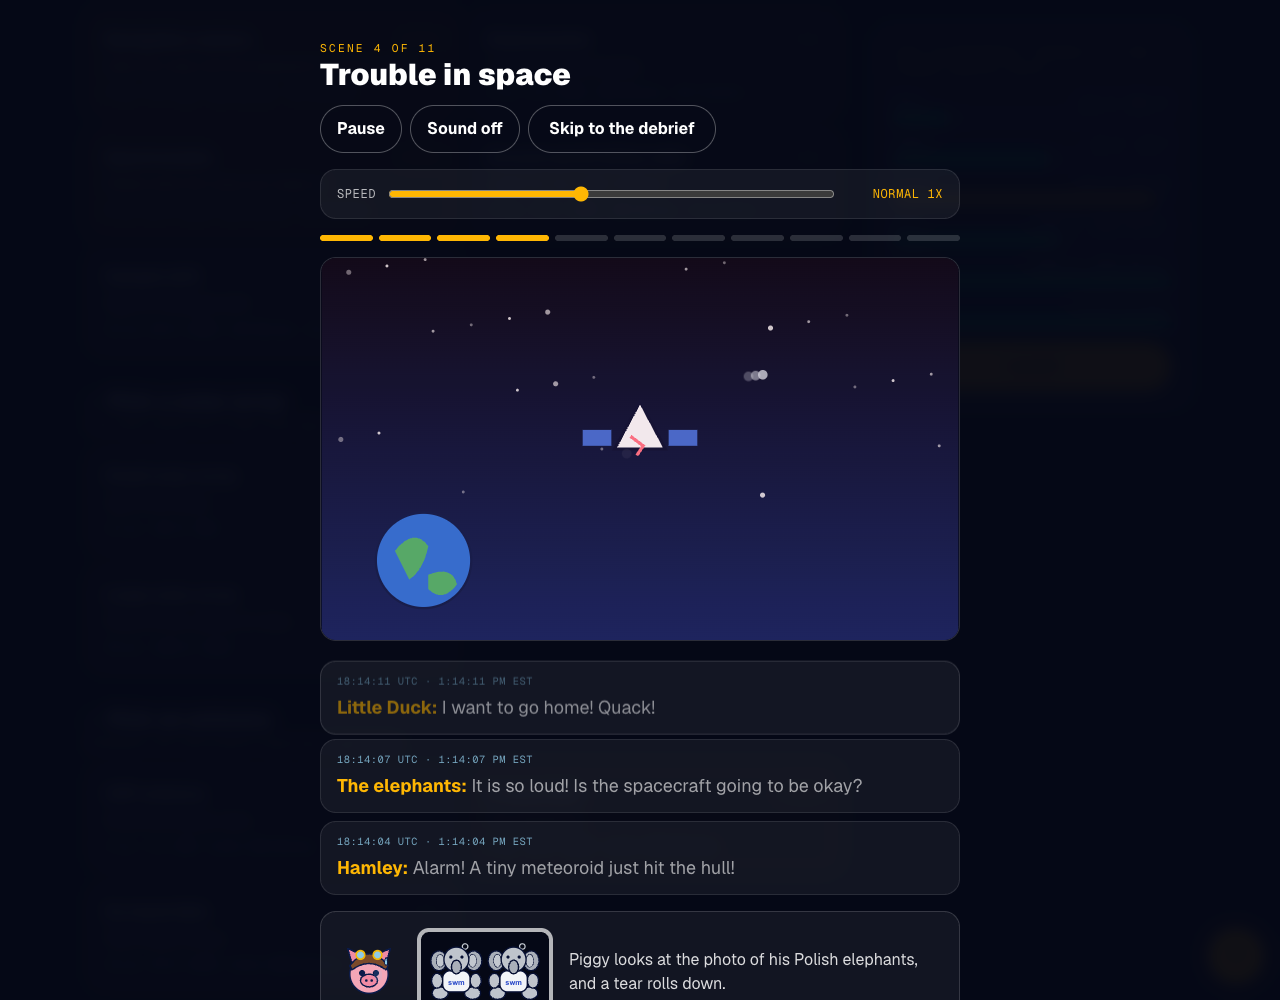 SCENE 4 OF 11
Trouble in space
Pause
Sound off
Skip to the debrief
SPEED
NORMAL 1X
18:14:11 UTC · 1:14:11 PM EST
Little Duck: I want to go home! Quack!
18:14:07 UTC · 1:14:07 PM EST
The elephants: It is so loud! Is the spacecraft going to be okay?
18:14:04 UTC · 1:14:04 PM EST
Hamley: Alarm! A tiny meteoroid just hit the hull!
swm
swm
Piggy looks at the photo of his Polish elephants,
and a tear rolls down.